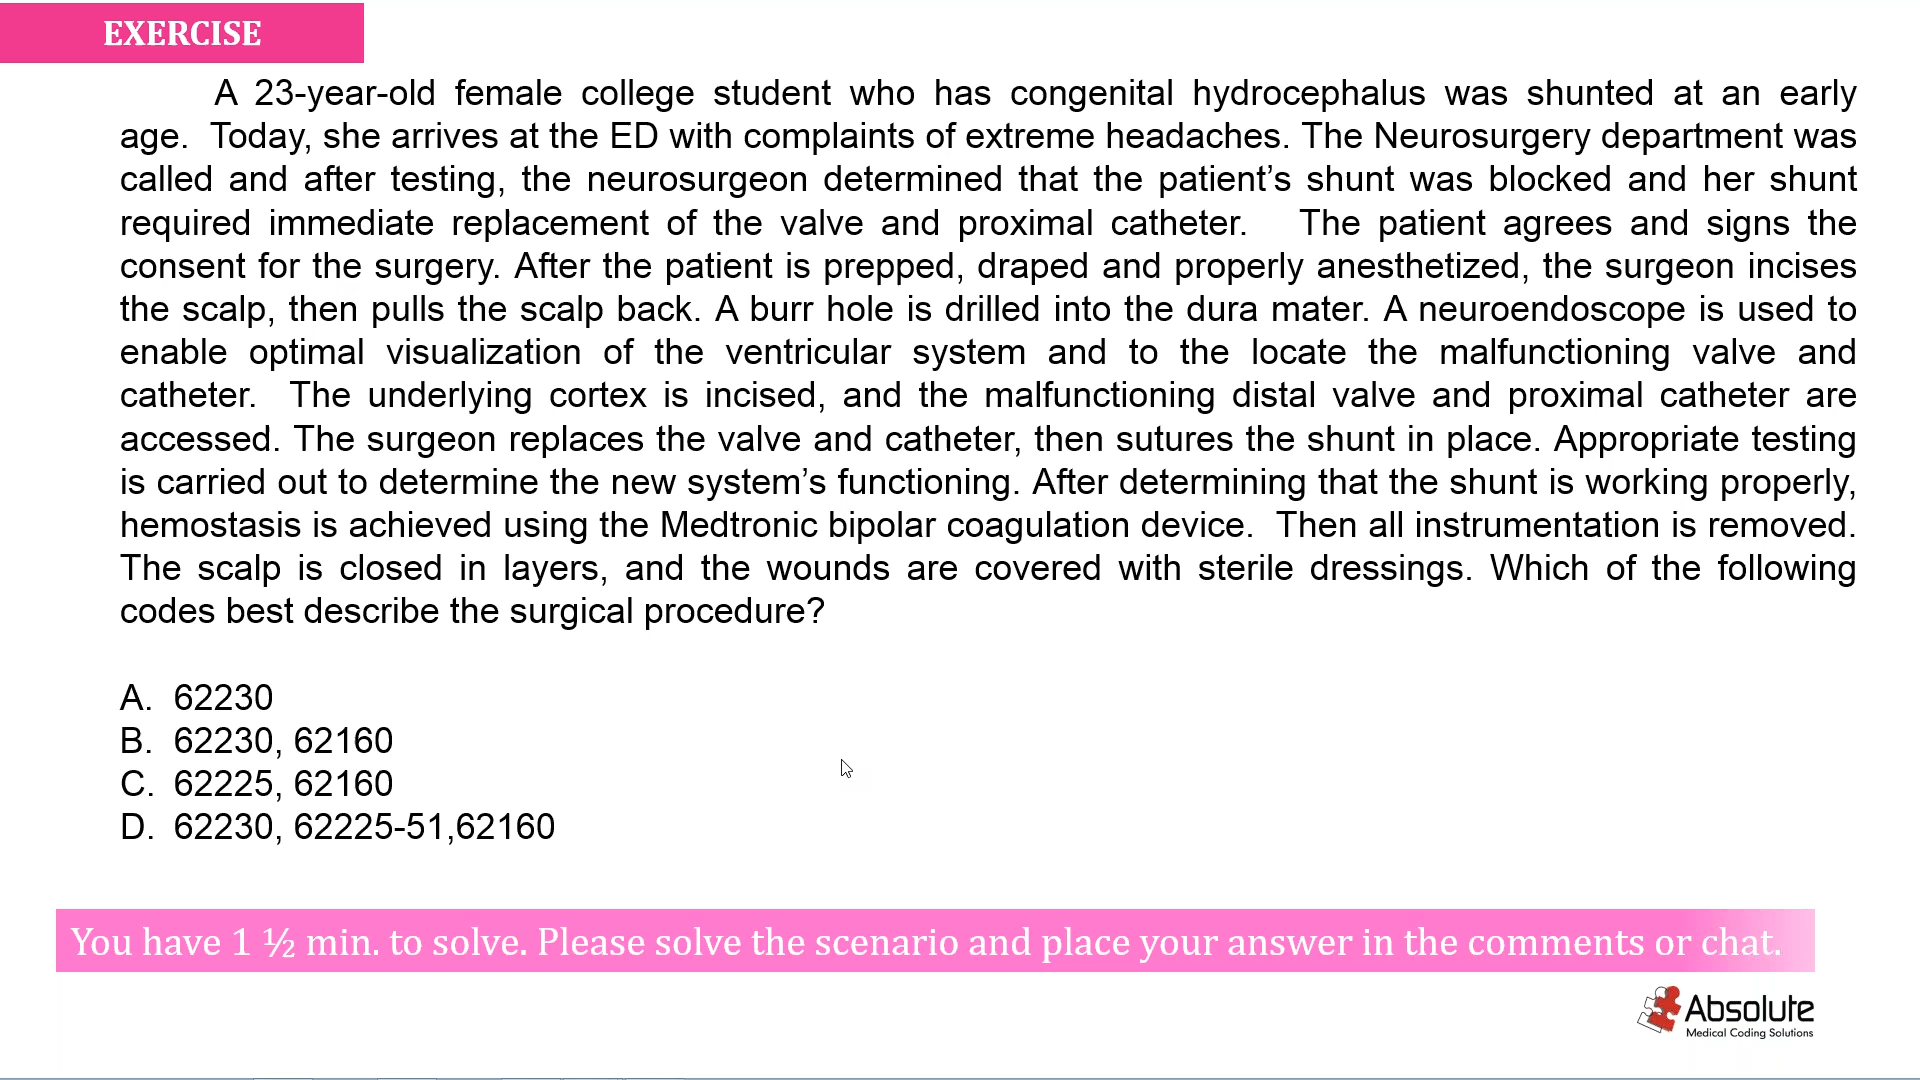 EXERCISE
A 23-year-old female college student who has congenital hydrocephalus was shunted at an early
age. Today, she arrives at the ED with complaints of extreme headaches. The Neurosurgery department was
called and after testing, the neurosurgeon determined that the patient’s shunt was blocked and her shunt
required immediate replacement of the valve and proximal catheter. The patient agrees and signs the
consent for the surgery. After the patient is prepped, draped and properly anesthetized, the surgeon incises
the scalp, then pulls the scalp back. A burr hole is drilled into the dura mater. A neuroendoscope is used to
enable optimal visualization of the ventricular system and to the locate the malfunctioning valve and
catheter. The underlying cortex is incised, and the malfunctioning distal valve and proximal catheter are
accessed. The surgeon replaces the valve and catheter, then sutures the shunt in place. Appropriate testing
is carried out to determine the new system’s functioning. After determining that the shunt is working properly,
hemostasis is achieved using the Medtronic bipolar coagulation device. Then all instrumentation is removed.
The scalp is closed in layers, and the wounds are covered with sterile dressings. Which of the following
codes best describe the surgical procedure?
A. 62230
B. 62230, 62160
C. 62225, 62160
D. 62230, 62225-51,62160
You have 1 ½ min. to solve. Please solve the scenario and place your answer in the comments or chat.
Absolute
Medical Coding Solutions